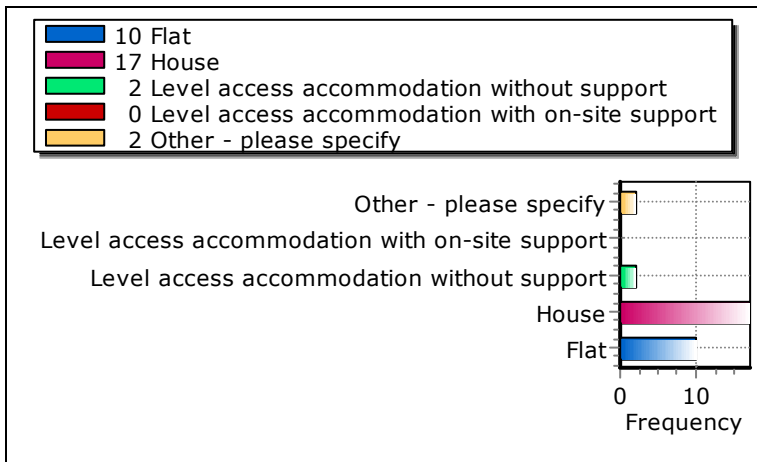 10 Flat
17 House
2 Level access accommodation without support
0 Level access accommodation with on-site support
2 Other - please specify
Other - please specify
Level access accommodation with on-site support
Level access accommodation without support
House
Flat
0 10
Frequency